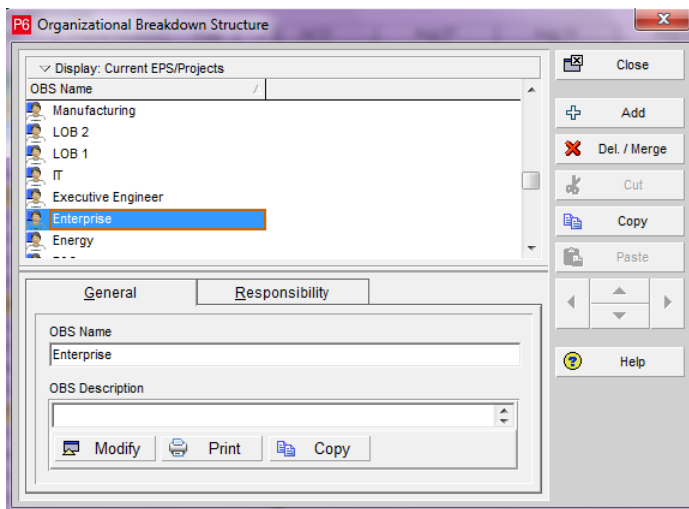 P6 Organizational Breakdown Structure
Display: Current EPS/Projects
OBS Name
Manufacturing
LOB 2
LOB 1
IT
Executive Engineer
Enterprise
Energy
General
Responsibility
OBS Name
Enterprise
OBS Description
Modify
Print
Copy
Close
Add
Del. / Merge
Cut
Copy
Paste
Help